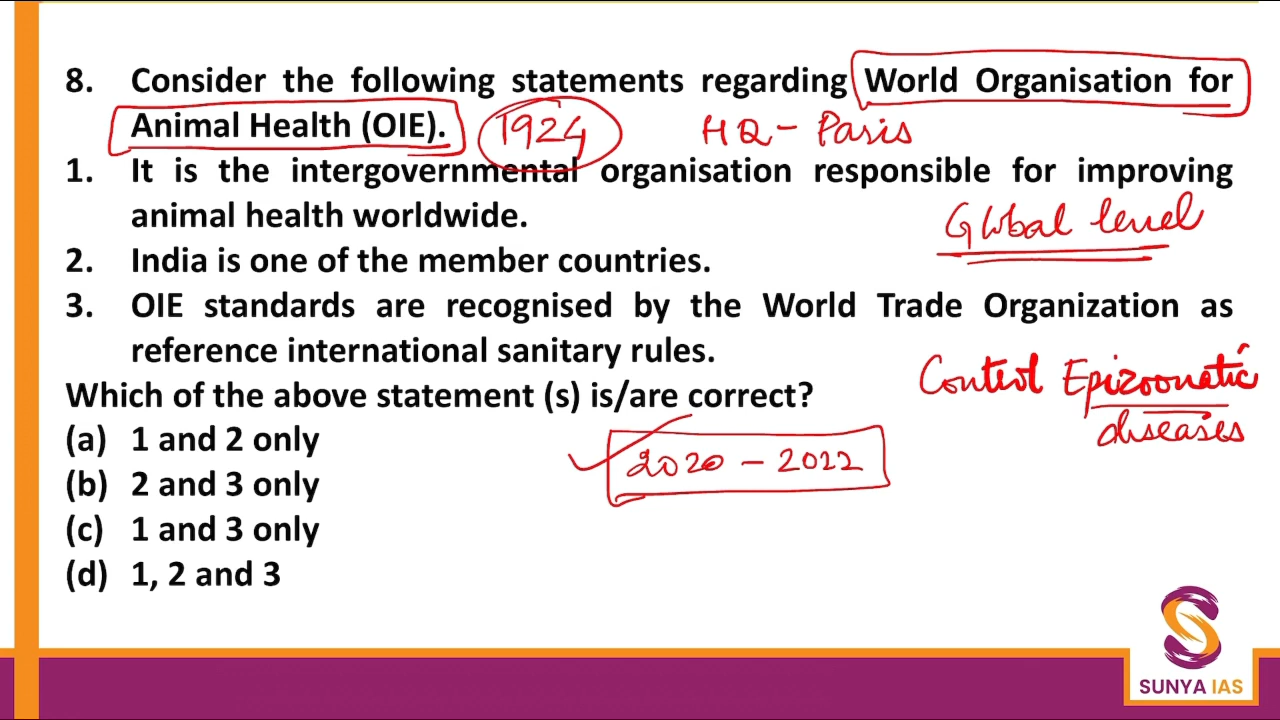 8. Consider the following statements regarding World Organisation for
Animal Health (OIE). 1924 HQ - Paris
1. It is the intergovernmental organisation responsible for improving
animal health worldwide. Global level
2. India is one of the member countries.
3. OIE standards are recognised by the World Trade Organization as
reference international sanitary rules.
Control Epizoonatic
Which of the above statement (s) is/are correct?
diseases
(a) 1 and 2 only
2020 - 2022
(b) 2 and 3 only
(c) 1 and 3 only
(d) 1, 2 and 3
SUNYA IAS